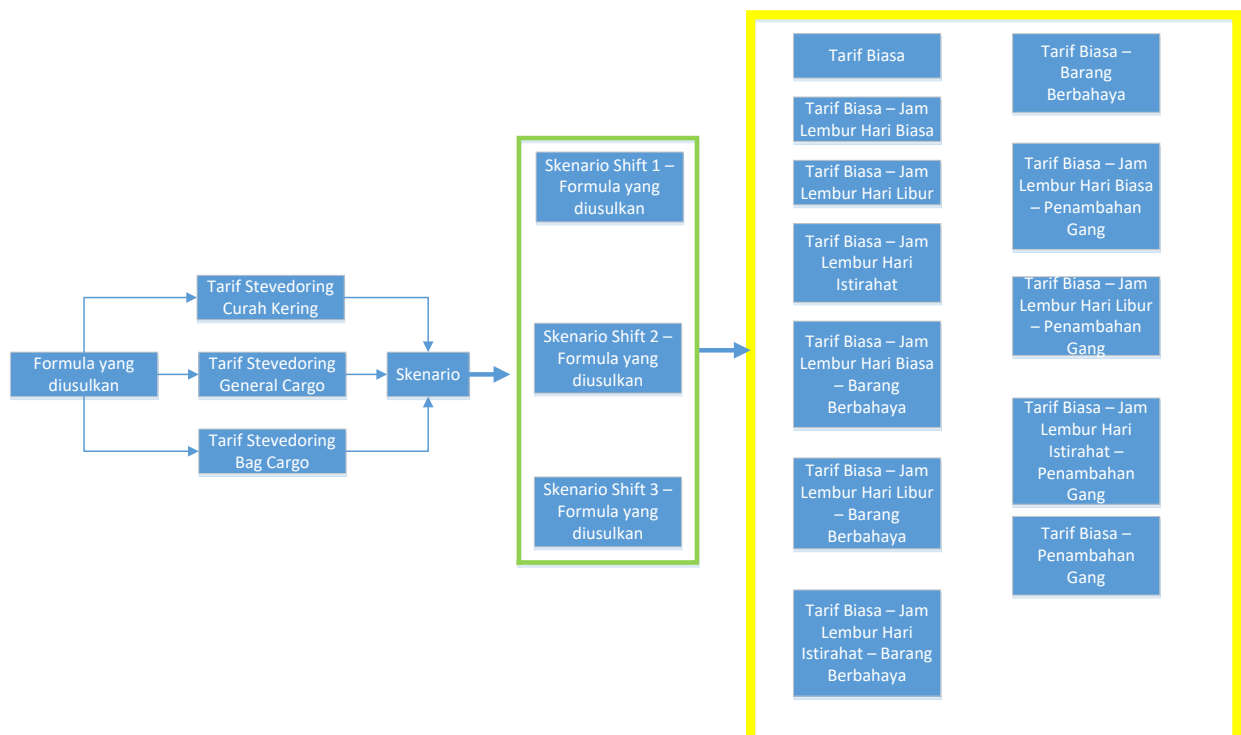 Formula yang
diusulkan
Tarif Stevedoring
Curah Kering
Tarif Stevedoring
General Cargo
Tarif Stevedoring
Bag Cargo
Skenario
Skenario Shift 1 –
Formula yang
diusulkan
Skenario Shift 2 –
Formula yang
diusulkan
Skenario Shift 3 –
Formula yang
diusulkan
Tarif Biasa
Tarif Biasa – Jam
Lembur Hari Biasa
Tarif Biasa – Jam
Lembur Hari Libur
Tarif Biasa – Jam
Lembur Hari
Istirahat
Tarif Biasa – Jam
Lembur Hari Biasa
– Barang
Berbahaya
Tarif Biasa – Jam
Lembur Hari Libur
– Barang
Berbahaya
Tarif Biasa – Jam
Lembur Hari
Istirahat – Barang
Berbahaya
Tarif Biasa –
Barang
Berbahaya
Tarif Biasa – Jam
Lembur Hari Biasa
– Penambahan
Gang
Tarif Biasa – Jam
Lembur Hari Libur
– Penambahan
Gang
Tarif Biasa – Jam
Lembur Hari
Istirahat –
Penambahan
Gang
Tarif Biasa –
Penambahan
Gang